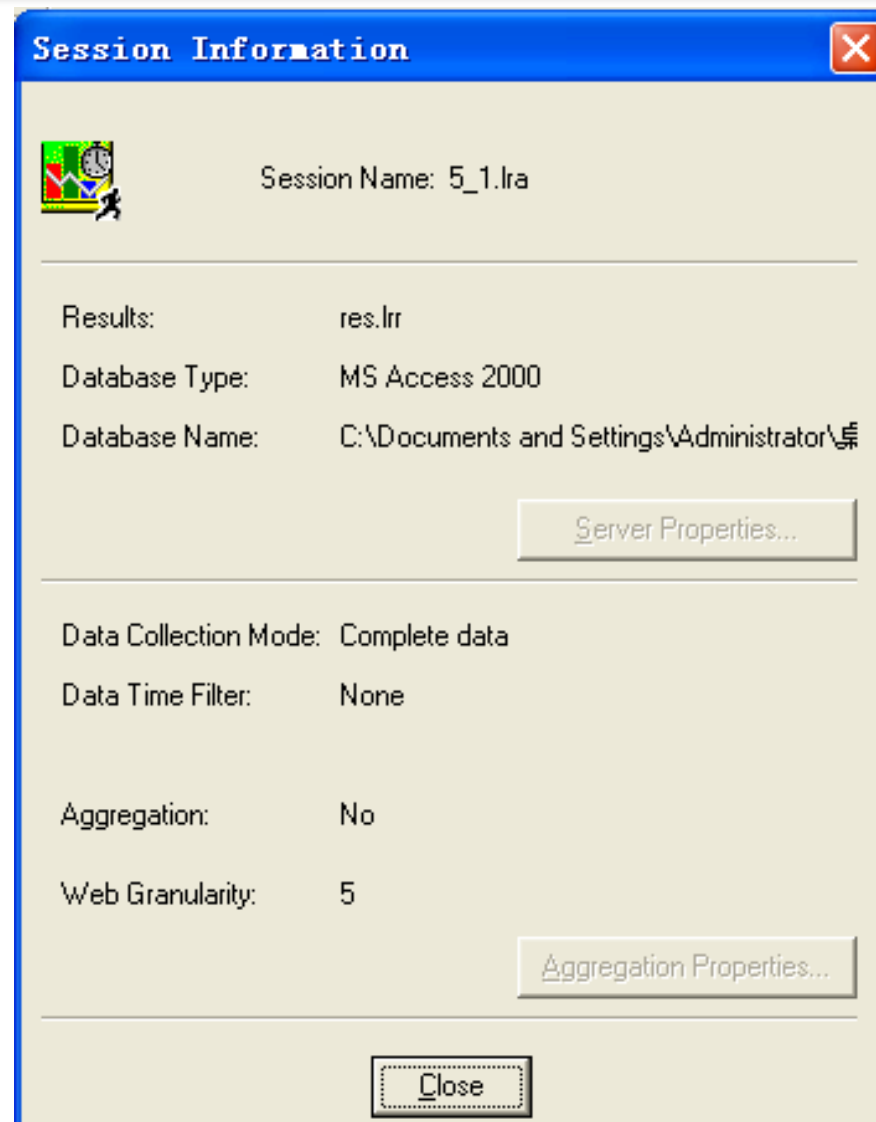 Session Information
Session Name: 5_1.lra
Results: res.lrr
Database Type: MS Access 2000
Database Name: C:\Documents and Settings\Administrator\
Server Properties...
Data Collection Mode: Complete data
Data Time Filter: None
Aggregation: No
Web Granularity: 5
Aggregation Properties...
Close